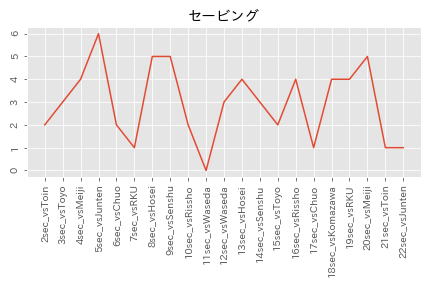 セービング
6
5
4
3
2
1
0
2sec_vsToin
3sec_vsToyo
4sec_vsMeiji
5sec_vsJunten
6sec_vsChuo
7sec_vsRKU
8sec_vsHosei
9sec_vsSenshu
10sec_vsRissho
11sec_vsWaseda
12sec_vsWaseda
13sec_vsHosei
14sec_vsSenshu
15sec_vsToyo
16sec_vsRissho
17sec_vsChuo
18sec_vsKomazawa
19sec_vsRKU
20sec_vsMeiji
21sec_vsToin
22sec_vsJunten